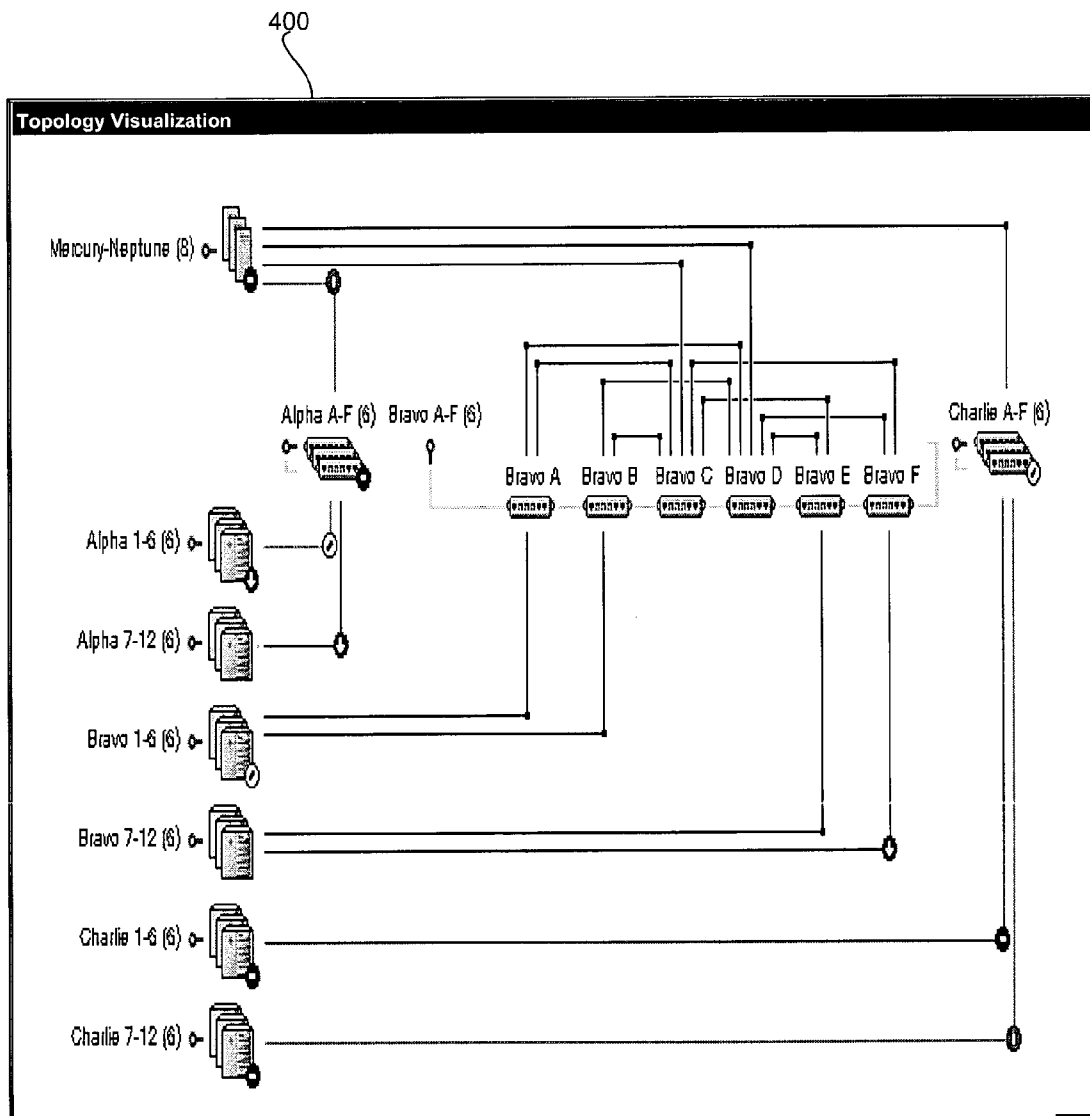 400
Topology Visualization
Mercury-Neptune (8)
Alpha A-F (6)
Bravo A-F (6)
Charlie A-F (6)
Bravo A
Bravo B
Bravo C
Bravo D
Bravo E
Bravo F
Alpha 1-6 (6)
Alpha 7-12 (6)
Bravo 1-6 (6)
Bravo 7-12 (6)
Charlie 1-6 (6)
Charlie 7-12 (6)